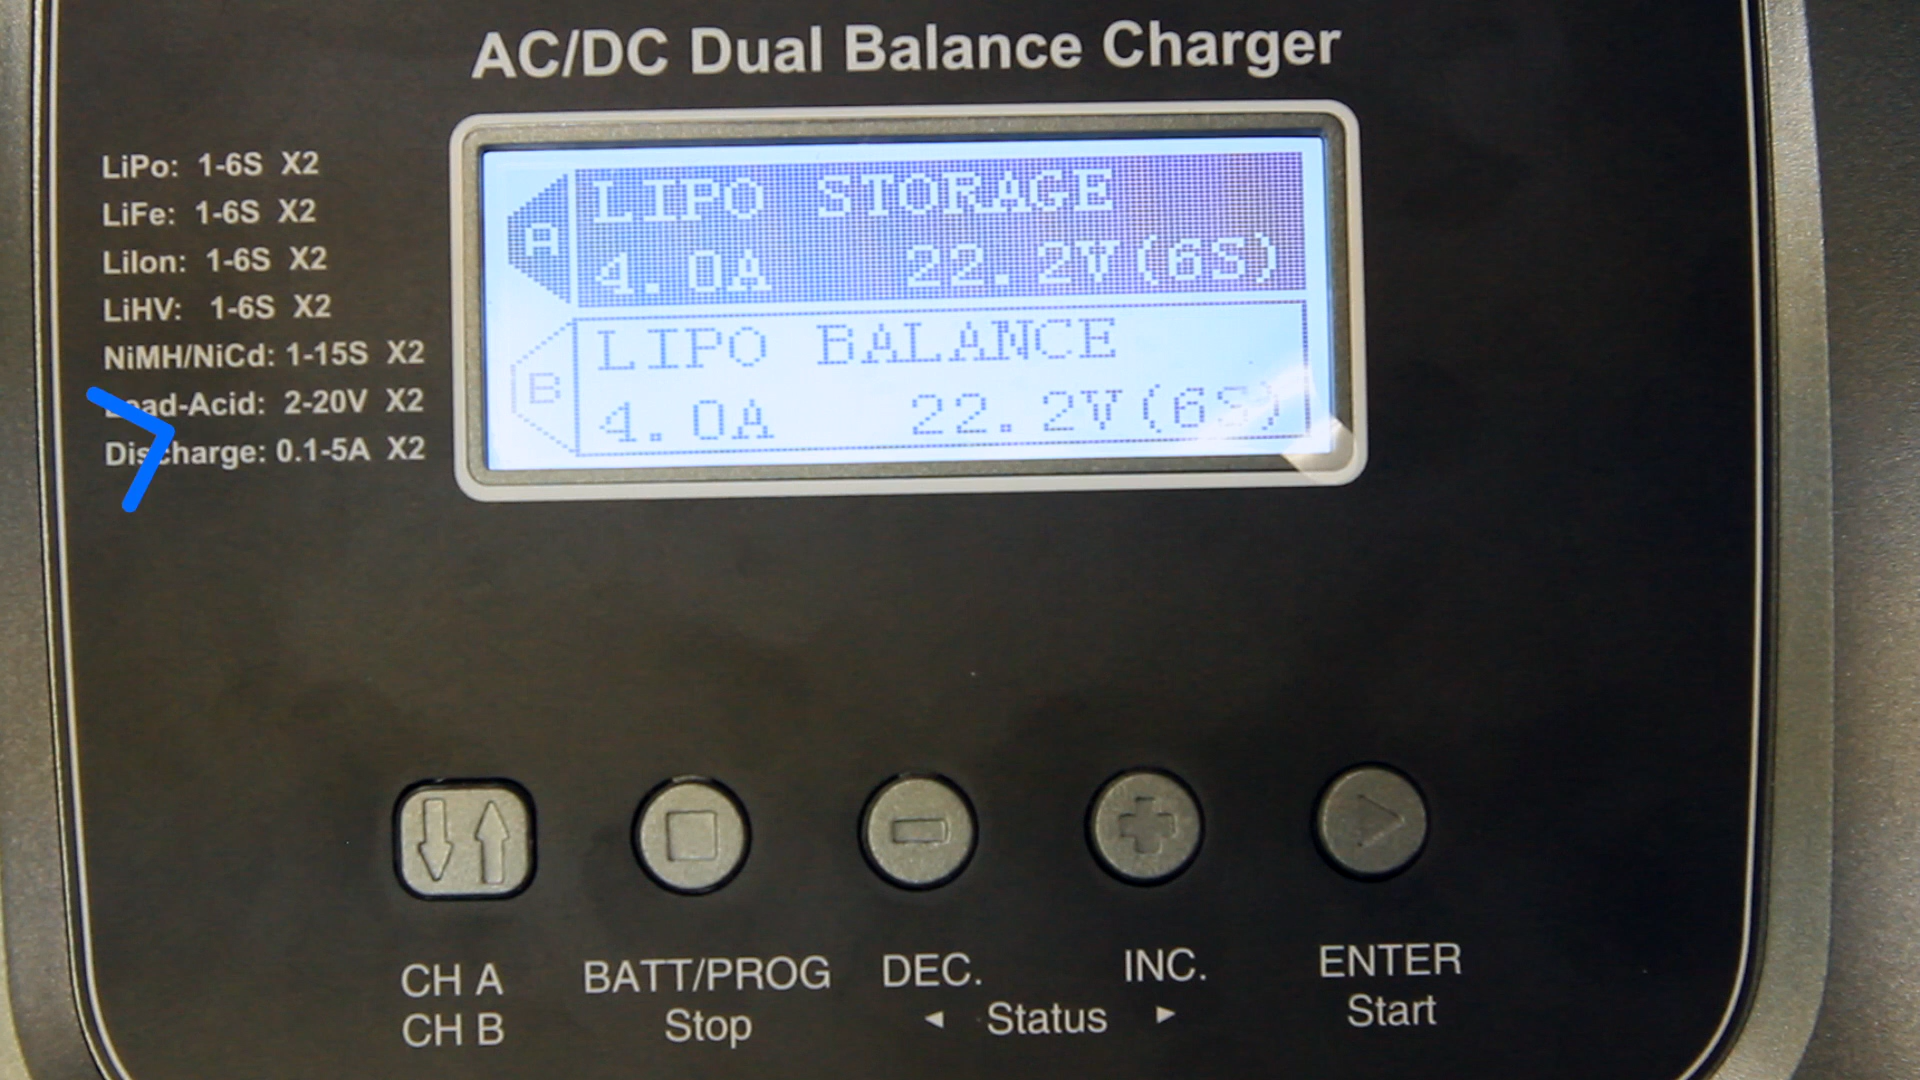 AC/DC Dual Balance Charger
LiPo: 1-6S X2
LiFe: 1-6S X2
LiIon: 1-6S X2
LiHV: 1-6S X2
NiMH/NiCd: 1-15S X2
Lead-Acid: 2-20V X2
Discharge: 0.1-5A X2
A
LIPO STORAGE
4.0A 22.2V(6S)
B
LIPO BALANCE
4.0A 22.2V(6S)
CH A
CH B
BATT/PROG
Stop
DEC.
INC.
◄ Status ►
ENTER
Start